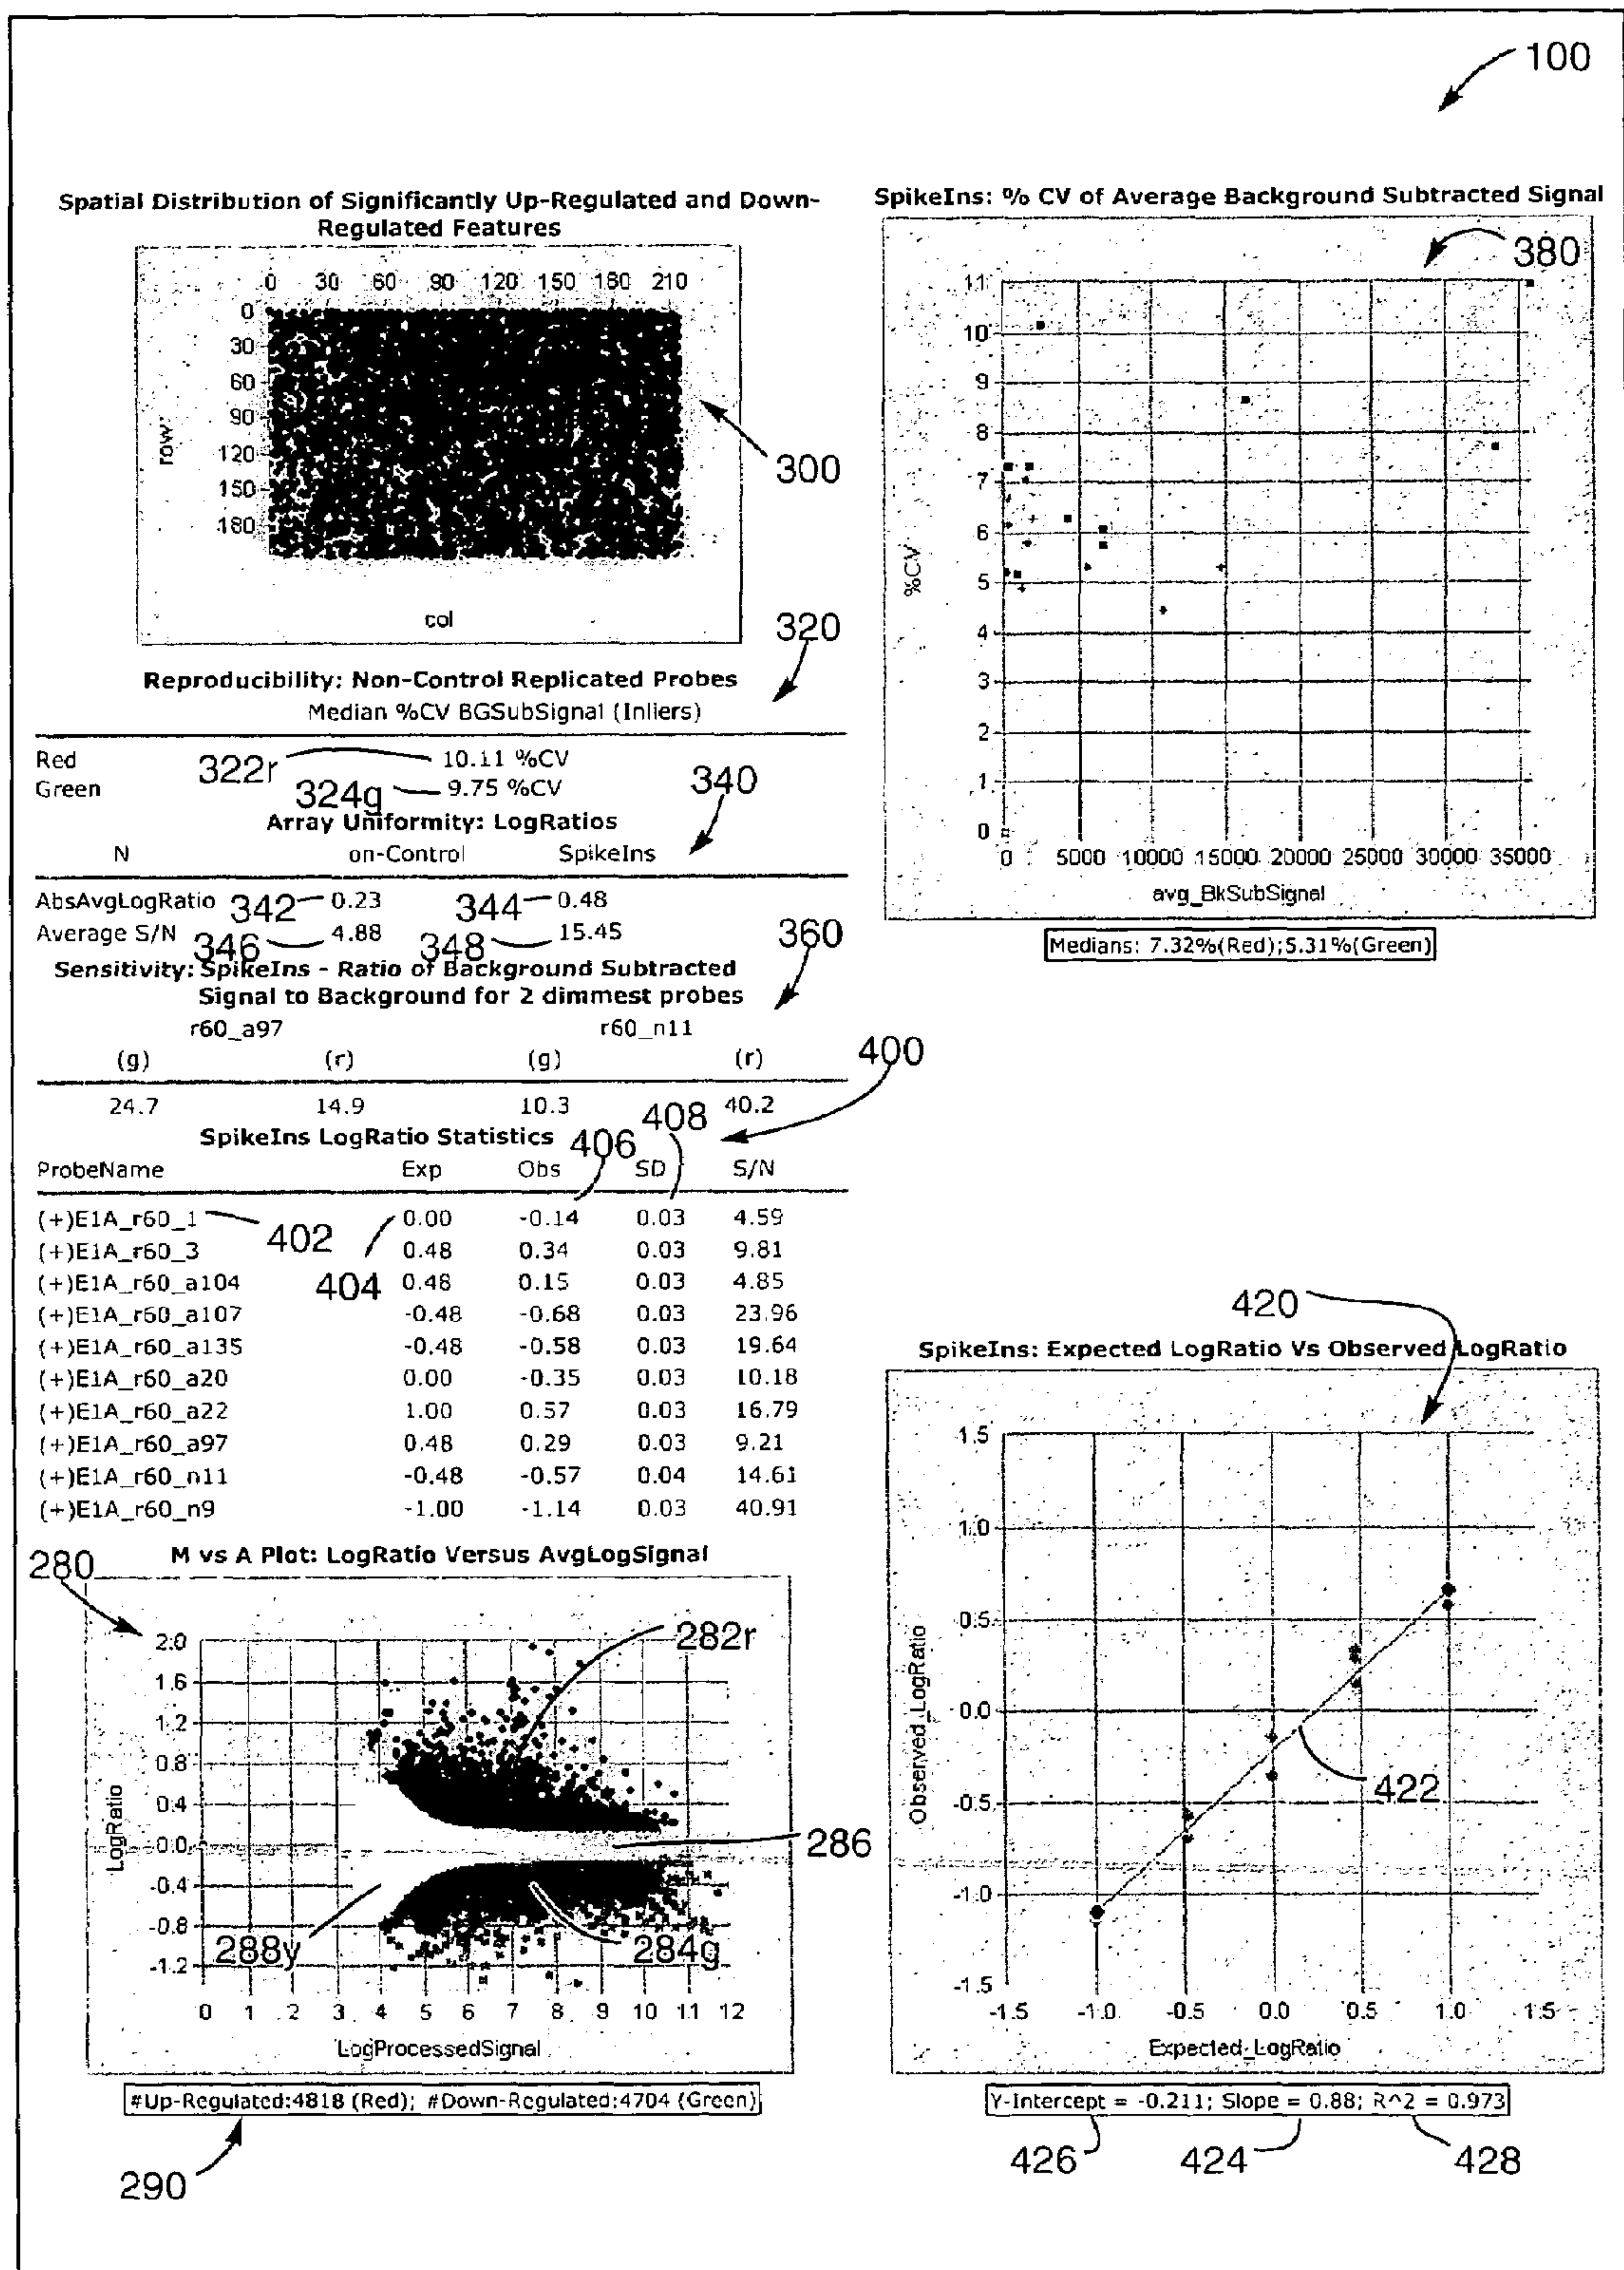 100
Spatial Distribution of Significantly Up-Regulated and Down-
Regulated Features
0 30 60 90 120 150 180 210
0
30
60
90
120
150
180
row
col
300
320
Reproducibility: Non-Control Replicated Probes
Median %CV BGSubSignal (Inliers)
Red 322r 10.11 %CV
Green 324g 9.75 %CV
340
Array Uniformity: LogRatios
N on-Control SpikeIns
AbsAvgLogRatio 342 0.23 344 0.48
Average S/N 346 4.88 348 15.45
360
Sensitivity: SpikeIns - Ratio of Background Subtracted
Signal to Background for 2 dimmest probes
r60_a97 r60_n11
(g) (r) (g) (r)
24.7 14.9 10.3 40.2
400
SpikeIns LogRatio Statistics 406 408
ProbeName Exp Obs SD S/N
(+)E1A_r60_1 0.00 -0.14 0.03 4.59
402
(+)E1A_r60_3 0.48 0.34 0.03 9.81
(+)E1A_r60_a104 404 0.48 0.15 0.03 4.85
(+)E1A_r60_a107 -0.48 -0.68 0.03 23.96
(+)E1A_r60_a135 -0.48 -0.58 0.03 19.64
(+)E1A_r60_a20 0.00 -0.35 0.03 10.18
(+)E1A_r60_a22 1.00 0.57 0.03 16.79
(+)E1A_r60_a97 0.48 0.29 0.03 9.21
(+)E1A_r60_n11 -0.48 -0.57 0.04 14.61
(+)E1A_r60_n9 -1.00 -1.14 0.03 40.91
280
M vs A Plot: LogRatio Versus AvgLogSignal
282r
2.0
1.6
1.2
0.8
0.4
0.0
-0.4
-0.8
-1.2
LogRatio
286
288y
284g
0 1 2 3 4 5 6 7 8 9 10 11 12
LogProcessedSignal
#Up-Regulated:4818 (Red); #Down-Regulated:4704 (Green)
290
SpikeIns: % CV of Average Background Subtracted Signal
380
11
10
9
8
7
6
5
4
3
2
1
0
%CV
0 5000 10000 15000 20000 25000 30000 35000
avg_BkSubSignal
Medians: 7.32%(Red);5.31%(Green)
420
SpikeIns: Expected LogRatio Vs Observed LogRatio
1.5
1.0
0.5
0.0
-0.5
-1.0
-1.5
Observed_LogRatio
422
-1.5 -1.0 -0.5 0.0 0.5 1.0 1.5
Expected_LogRatio
Y-Intercept = -0.211; Slope = 0.88; R^2 = 0.973
426 424 428